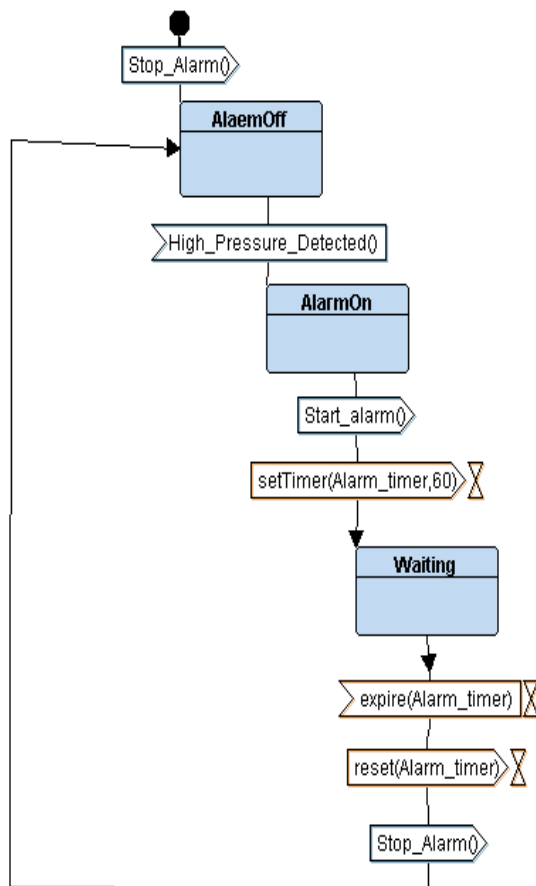 Stop_Alarm()
AlaemOff
High_Pressure_Detected()
AlarmOn
Start_alarm()
setTimer(Alarm_timer,60)
Waiting
expire(Alarm_timer)
reset(Alarm_timer)
Stop_Alarm()